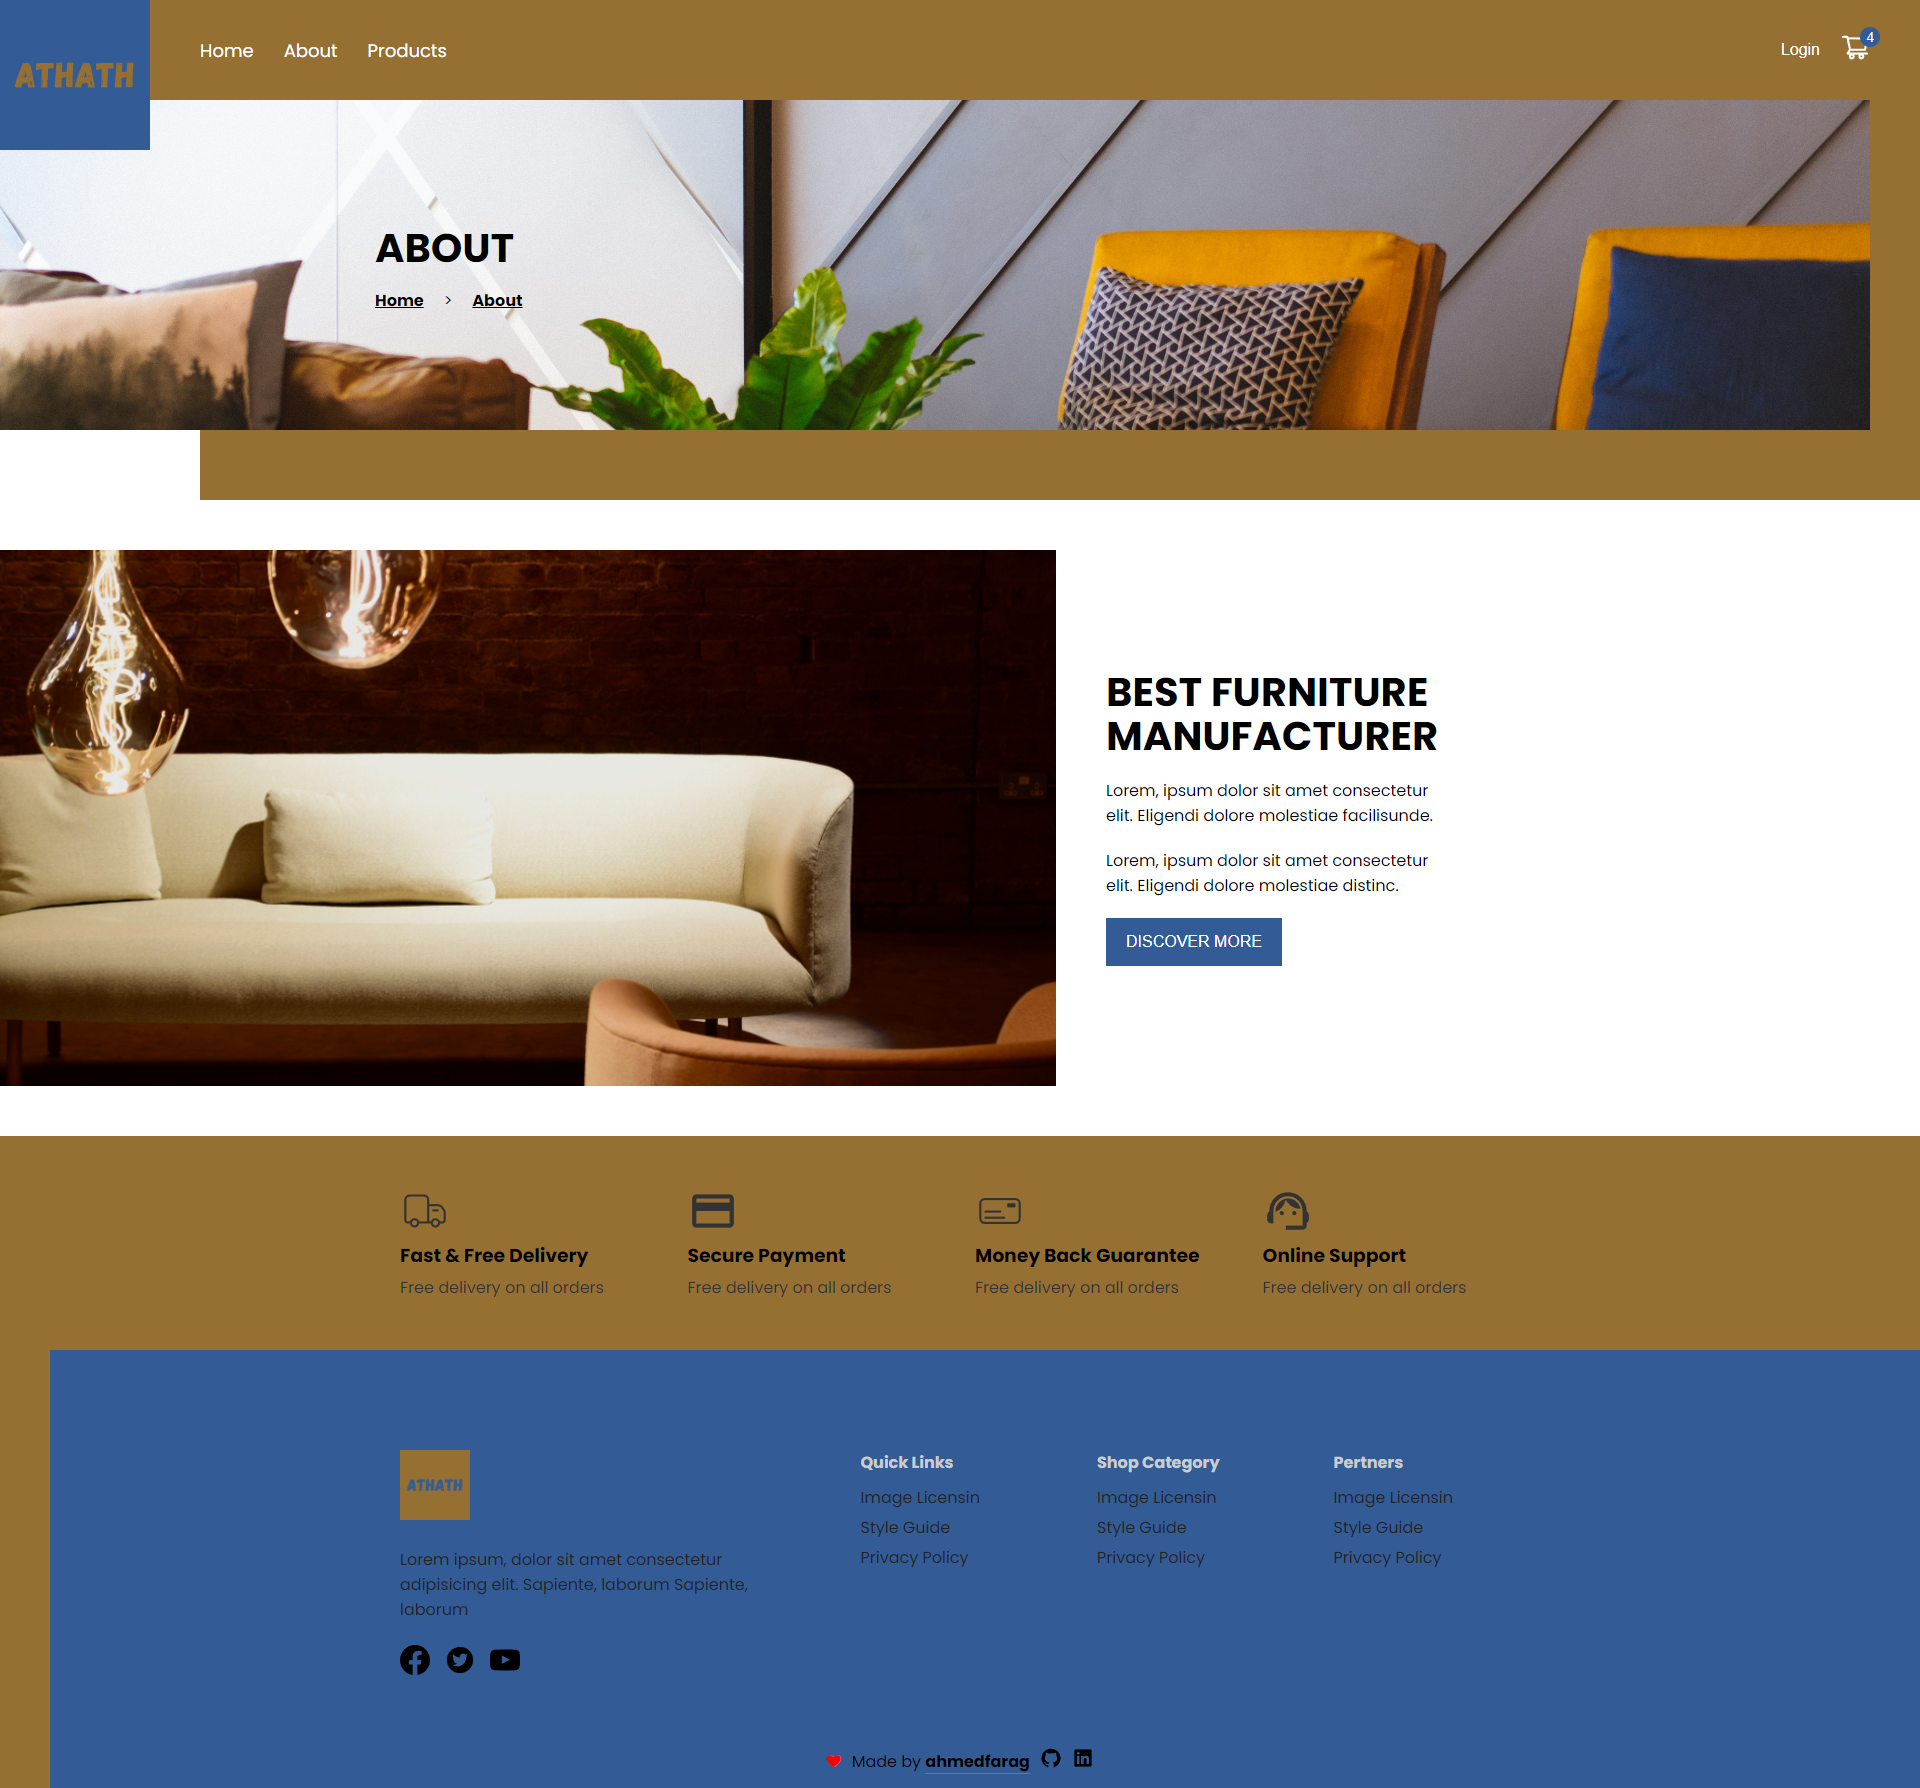 ATHATH
Home About Products
Login
4
ABOUT
Home > About
BEST FURNITURE
MANUFACTURER
Lorem, ipsum dolor sit amet consectetur
elit. Eligendi dolore molestiae facilisunde.
Lorem, ipsum dolor sit amet consectetur
elit. Eligendi dolore molestiae distinc.
DISCOVER MORE
Fast & Free Delivery
Free delivery on all orders
Secure Payment
Free delivery on all orders
Money Back Guarantee
Free delivery on all orders
Online Support
Free delivery on all orders
ATHATH
Lorem ipsum, dolor sit amet consectetur
adipisicing elit. Sapiente, laborum Sapiente,
laborum
Quick Links
Image Licensin
Style Guide
Privacy Policy
Shop Category
Image Licensin
Style Guide
Privacy Policy
Pertners
Image Licensin
Style Guide
Privacy Policy
Made by ahmedfarag